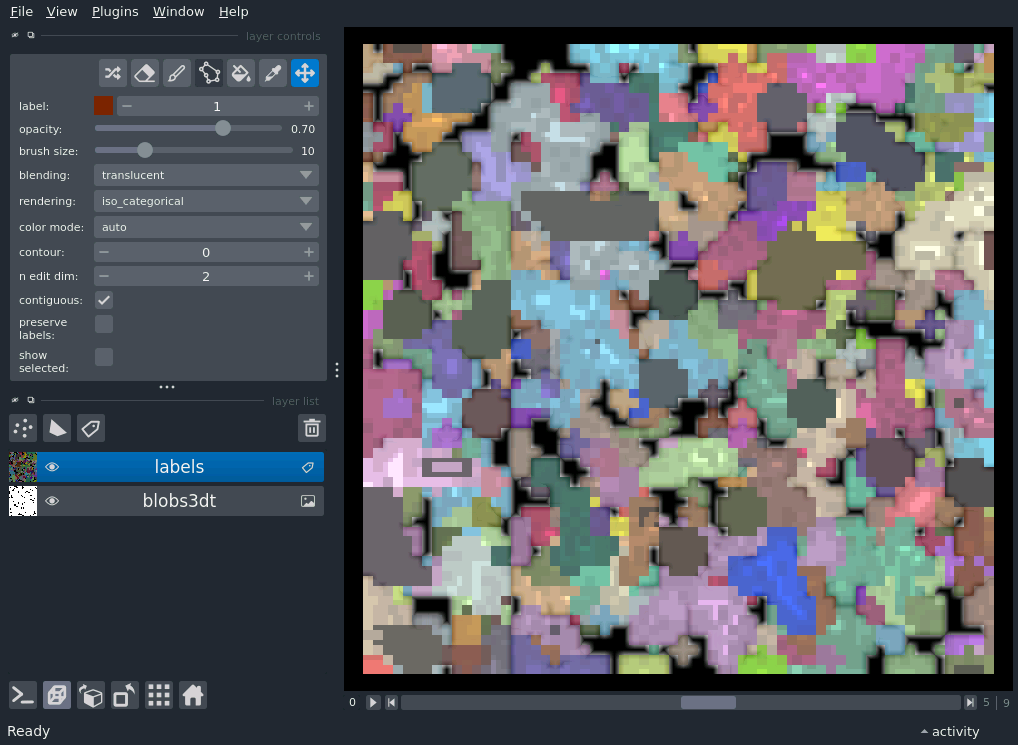 File View Plugins Window Help
layer controls
label: 1
opacity: 0.70
brush size: 10
blending: translucent
rendering: iso_categorical
color mode: auto
contour: 0
n edit dim: 2
contiguous:
preserve
labels:
show
selected:
layer list
labels
blobs3dt
0 5 | 9
Ready activity